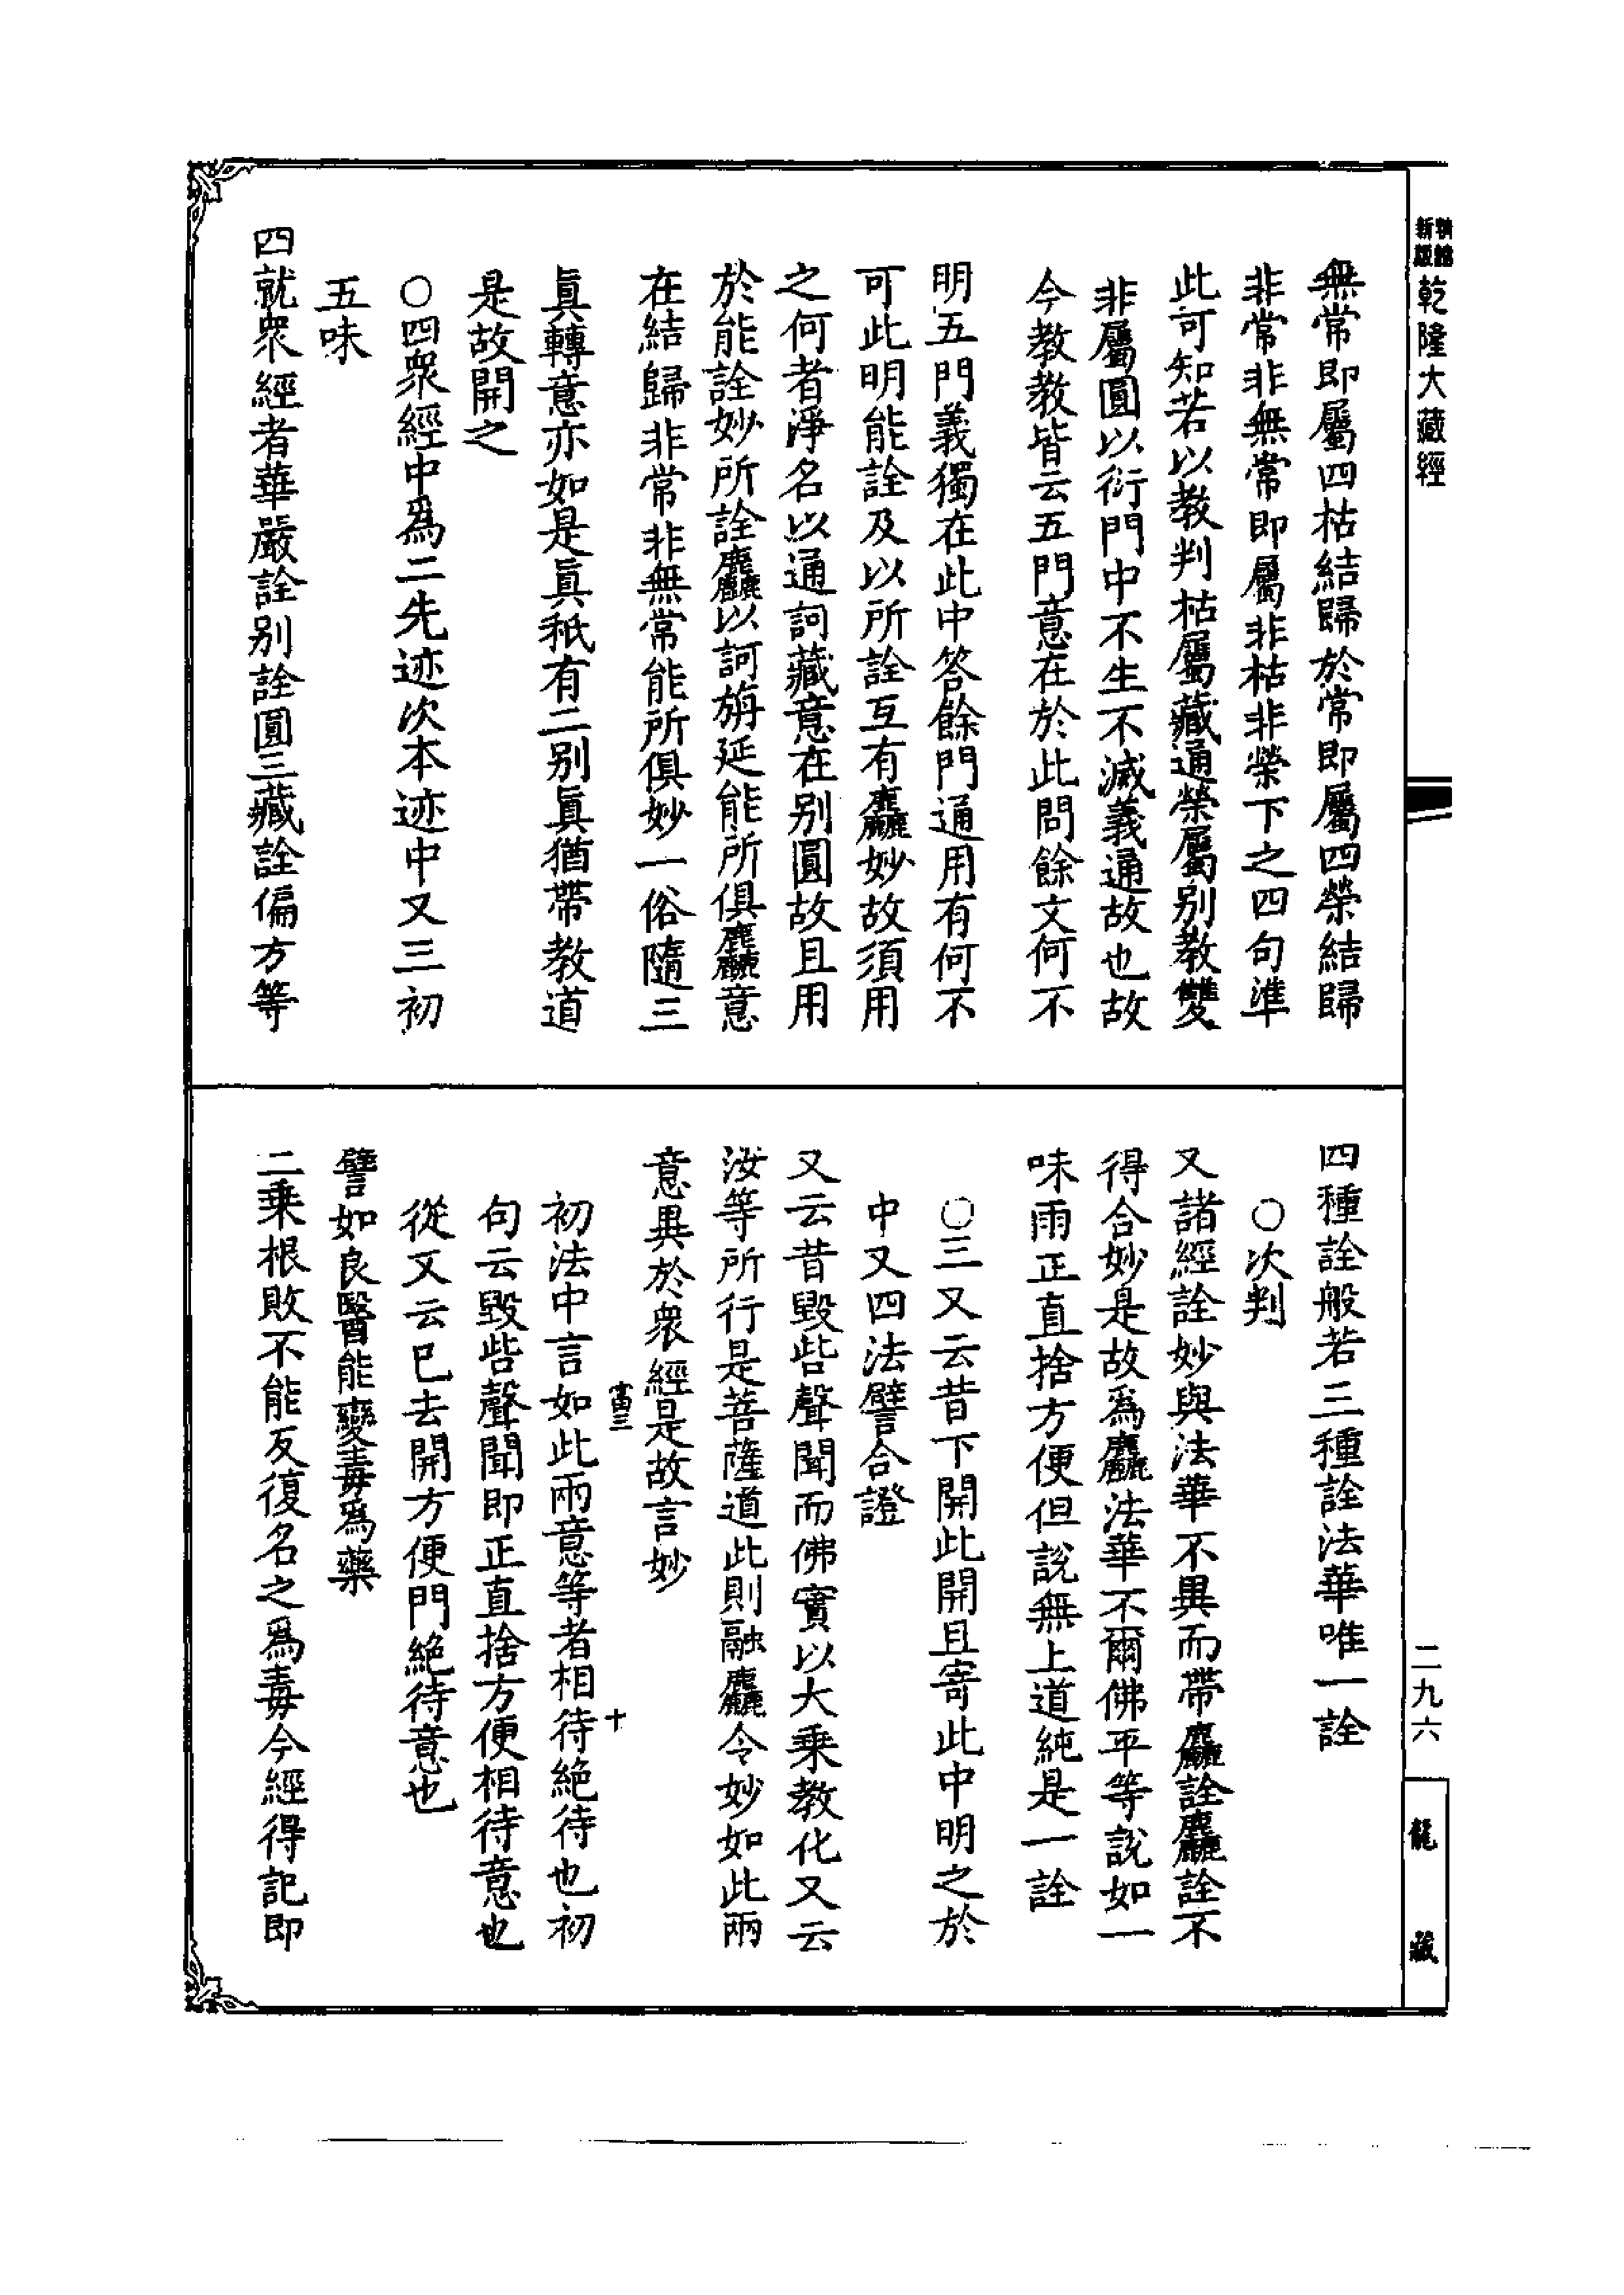 新版
精縮
乾隆大藏經
無常即屬四枯結歸於常即屬四榮結歸
非常非無常即屬非枯非榮下之四句準
此可知若以教判枯屬藏通榮屬別教雙
非屬圓以衍門中不生不滅義通故也故
今教教皆云五門意在於此問餘文何不
明五門義獨在此中答餘門通用有何不
可此明能詮及以所詮互有麤妙故須用
之何者淨名以通訶藏意在別圓故且用
於能詮妙所詮麤以訶旃延能所俱麤意
在結歸非常非無常能所俱妙一俗隨三
眞轉意亦如是眞秖有二別眞猶帶教道
是故開之
○四衆經中爲二先迹次本迹中又三初
五味
四就衆經者華嚴詮別詮圓三藏詮偏方等
四種詮般若三種詮法華唯一詮
○次判
又諸經詮妙與法華不異而帶麤詮麤詮不
得合妙是故爲麤法華不爾佛平等說如一
味雨正直捨方便但說無上道純是一詮
○三又云昔下開此開且寄此中明之於
中又四法譬合證
又云昔毀呰聲聞而佛實以大乘教化又云
汝等所行是菩薩道此則融麤令妙如此兩
意異於衆經是故言妙
富三
十
初法中言如此兩意等者相待絕待也初
句云毀呰聲聞即正直捨方便相待意也
從又云已去開方便門絕待意也
譬如良醫能變毒爲藥
二乘根敗不能反復名之爲毒今經得記即
二九六
龍藏